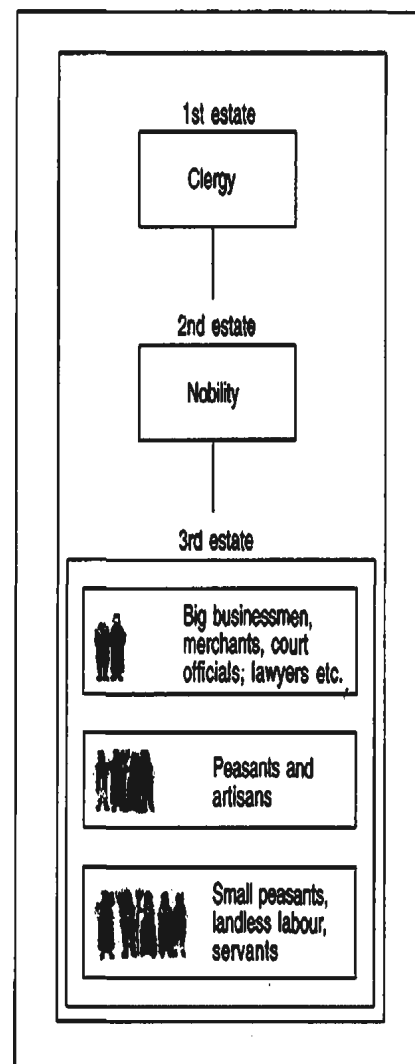 1st estate
Clergy
2nd estate
Nobility
3rd estate
Big businessmen,
merchants, court
officials; lawyers etc.
Peasants and
artisans
Small peasants,
landless labour,
servants